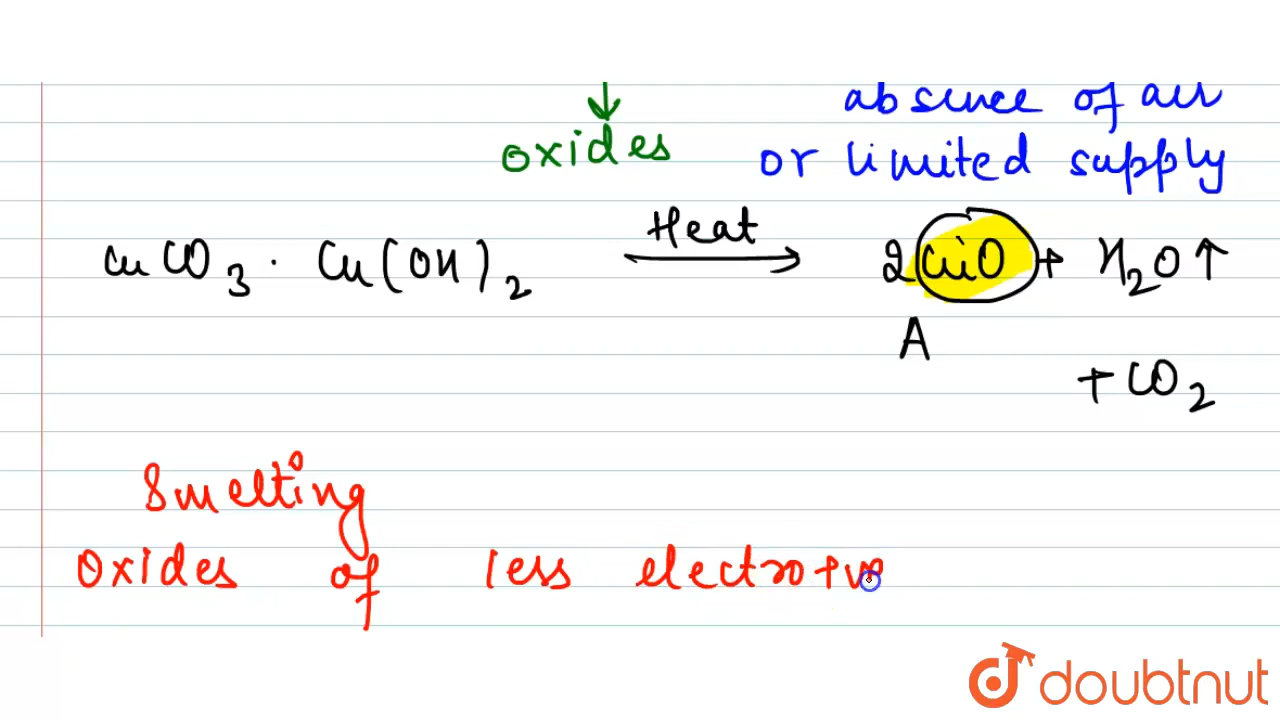 absence of air
oxides or limited supply
CuCO3 · Cu(OH)2 Heat 2CuO + H2O↑
A
+ CO2
Smelting
Oxides of less electro+ve
doubtnut